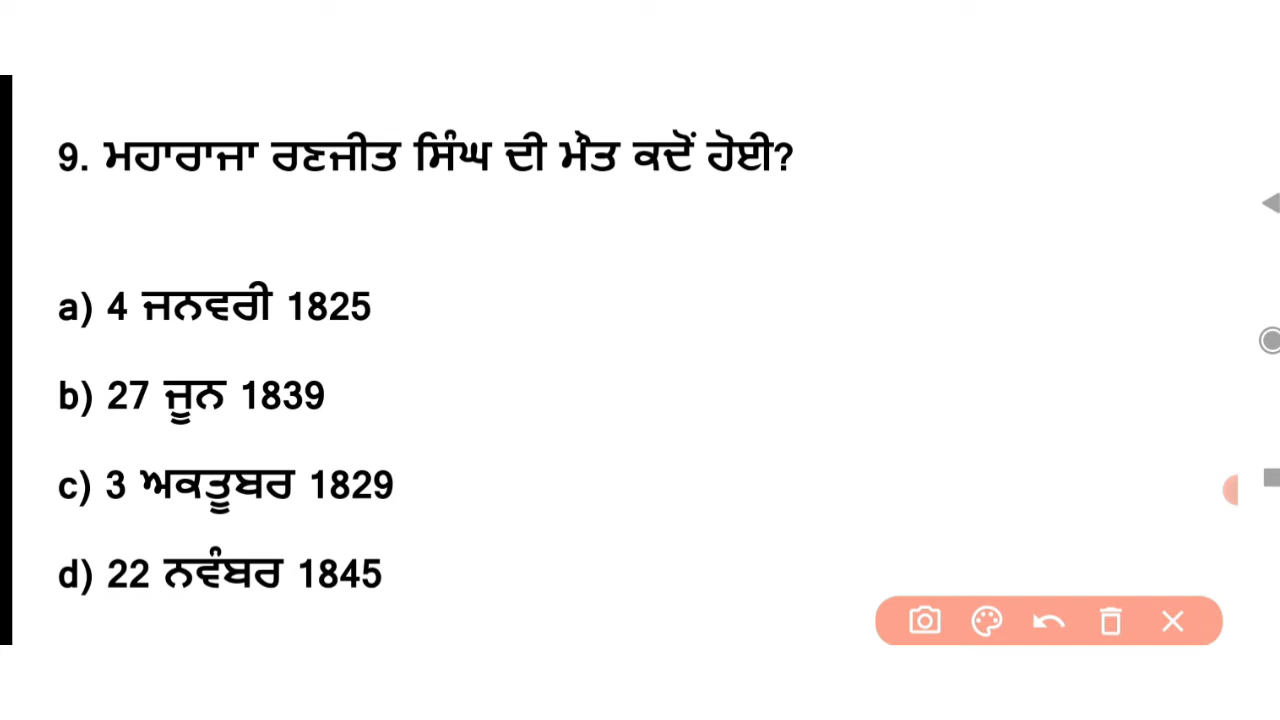 9. ਮਹਾਰਾਜਾ ਰਣਜੀਤ ਸਿੰਘ ਦੀ ਮੌਤ ਕਦੋਂ ਹੋਈ?
a) 4 ਜਨਵਰੀ 1825
b) 27 ਜੂਨ 1839
c) 3 ਅਕਤੂਬਰ 1829
d) 22 ਨਵੰਬਰ 1845